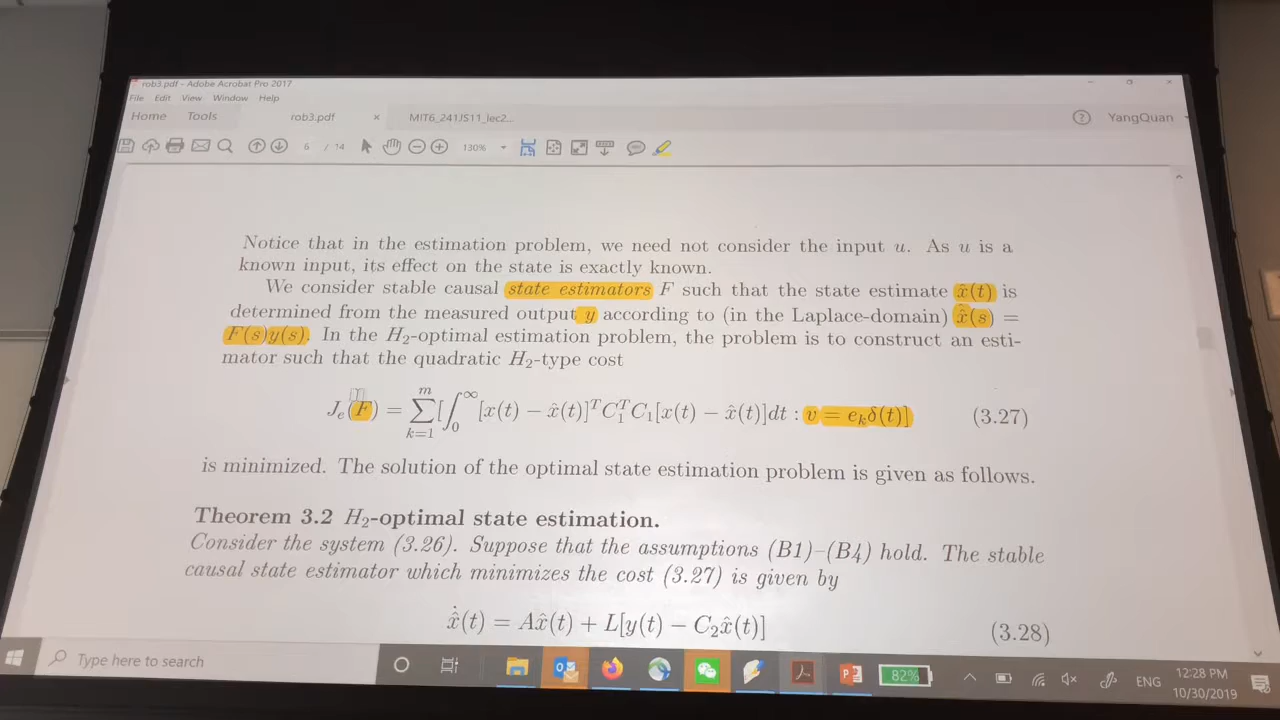 rob3.pdf - Adobe Acrobat Pro 2017
File Edit View Window Help
Home Tools rob3.pdf × MIT6_241JS11_lec2... YangQuan
6 / 14 130%
Notice that in the estimation problem, we need not consider the input u. As u is a
known input, its effect on the state is exactly known.
We consider stable causal state estimators F such that the state estimate x̂(t) is
determined from the measured output y according to (in the Laplace-domain) x̂(s) =
F(s)y(s). In the H₂-optimal estimation problem, the problem is to construct an esti-
mator such that the quadratic H₂-type cost
Jₑ(F) = ∑ₖ₌₁ᵐ[∫₀^∞[x(t) − x̂(t)]ᵀC₁ᵀC₁[x(t) − x̂(t)]dt : v = eₖδ(t)] (3.27)
is minimized. The solution of the optimal state estimation problem is given as follows.
Theorem 3.2 H₂-optimal state estimation.
Consider the system (3.26). Suppose that the assumptions (B1)–(B4) hold. The stable
causal state estimator which minimizes the cost (3.27) is given by
ẋ̂(t) = Ax̂(t) + L[y(t) − C₂x̂(t)] (3.28)
Type here to search 82% ENG 12:28 PM
10/30/2019